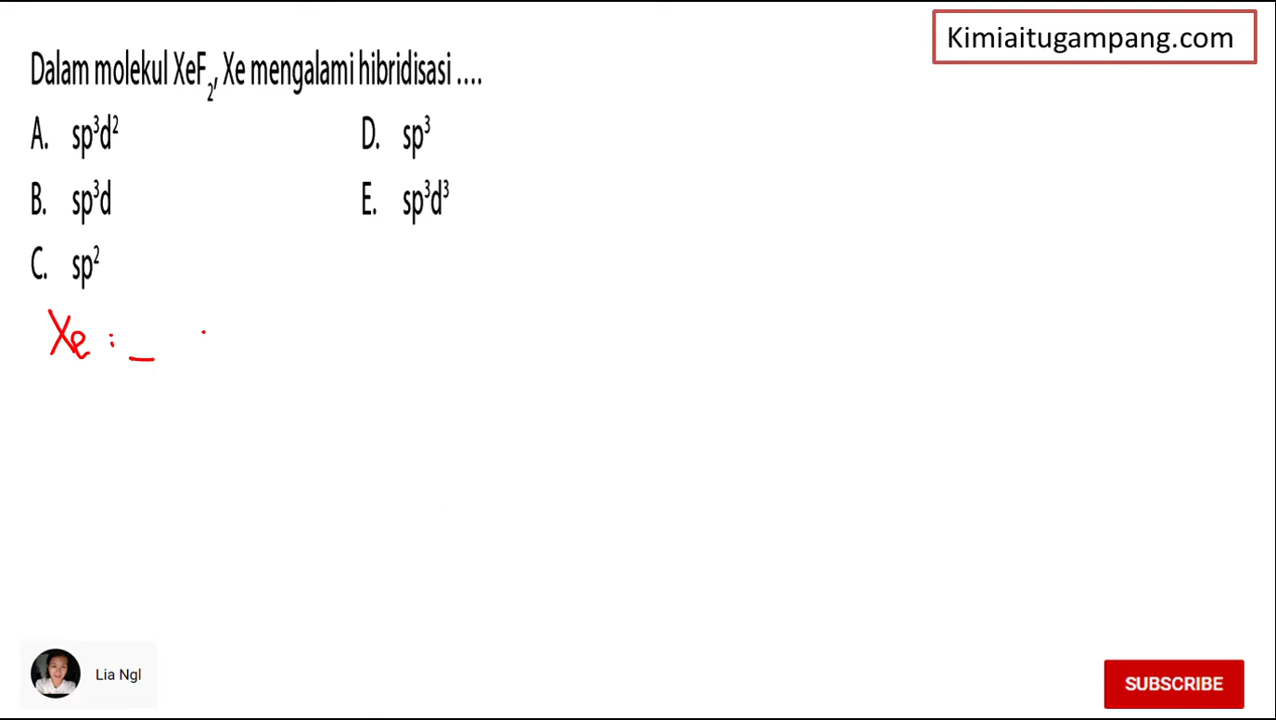 Kimiaitugampang.com
Dalam molekul XeF₂, Xe mengalami hibridisasi ....
A. sp³d²
B. sp³d
C. sp²
D. sp³
E. sp³d³
Xe : _
Lia Ngl
SUBSCRIBE